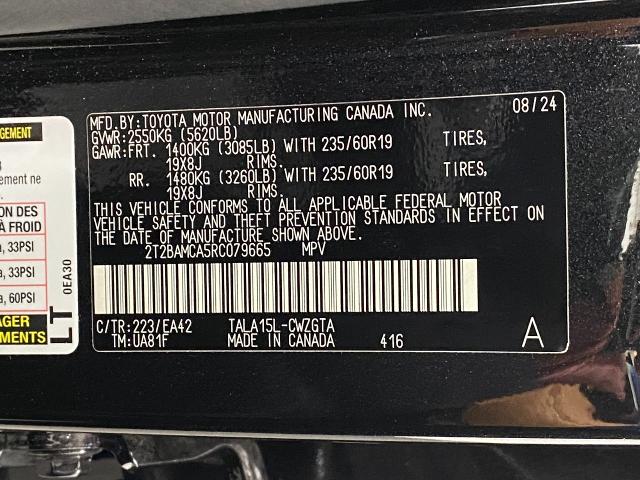 MFD.BY:TOYOTA MOTOR MANUFACTURING CANADA INC. 08/24
GVWR:2550KG (5620LB)
GAWR:FRT. 1400KG (3085LB) WITH 235/60R19 TIRES,
19X8J RIMS.
RR. 1480KG (3260LB) WITH 235/60R19 TIRES,
19X8J RIMS.
THIS VEHICLE CONFORMS TO ALL APPLICABLE FEDERAL MOTOR
VEHICLE SAFETY AND THEFT PREVENTION STANDARDS IN EFFECT ON
THE DATE OF MANUFACTURE SHOWN ABOVE.
2T2BAMCA5RC079665 MPV
C/TR:223/EA42 TALA15L-CWZGTA
TM:UA81F MADE IN CANADA 416 A
AGEMENT
ement ne
ION DES
À FROID
a, 33PSI
a, 33PSI
a, 60PSI
AGER
EMENTS
LT 0EA30